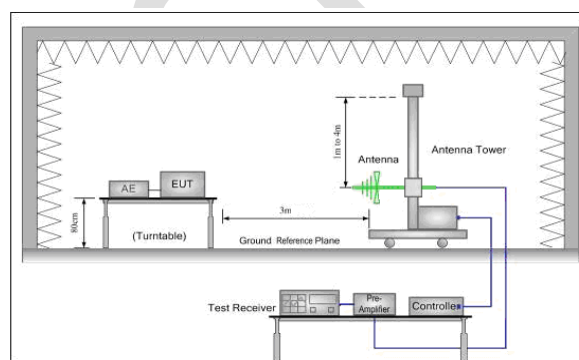 1m to 4m
Antenna
Antenna Tower
AE
EUT
80cm
3m
(Turntable)
Ground Reference Plane
Test Receiver
Pre-
Amplifier
Controller